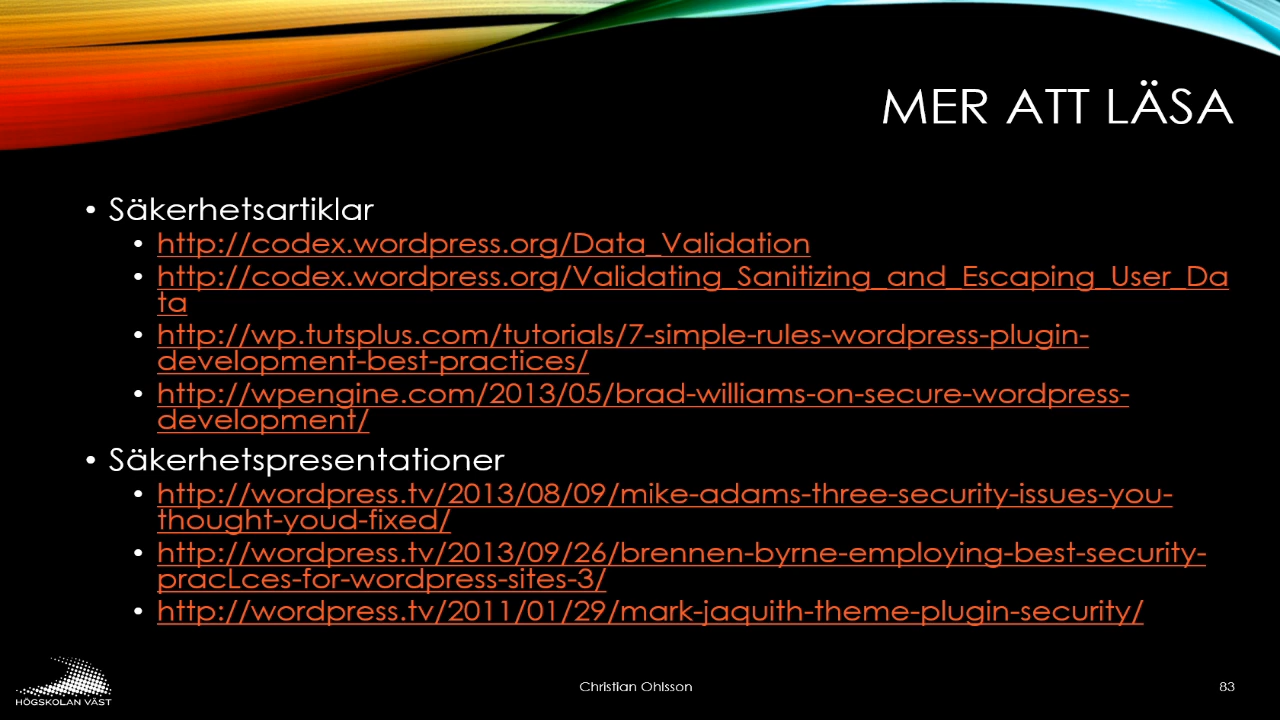 MER ATT LÄSA
• Säkerhetsartiklar
• http://codex.wordpress.org/Data_Validation
• http://codex.wordpress.org/Validating_Sanitizing_and_Escaping_User_Da
ta
• http://wp.tutsplus.com/tutorials/7-simple-rules-wordpress-plugin-
development-best-practices/
• http://wpengine.com/2013/05/brad-williams-on-secure-wordpress-
development/
• Säkerhetspresentationer
• http://wordpress.tv/2013/08/09/mike-adams-three-security-issues-you-
thought-youd-fixed/
• http://wordpress.tv/2013/09/26/brennen-byrne-employing-best-security-
pracLces-for-wordpress-sites-3/
• http://wordpress.tv/2011/01/29/mark-jaquith-theme-plugin-security/
HÖGSKOLAN VÄST
Christian Ohlsson
83